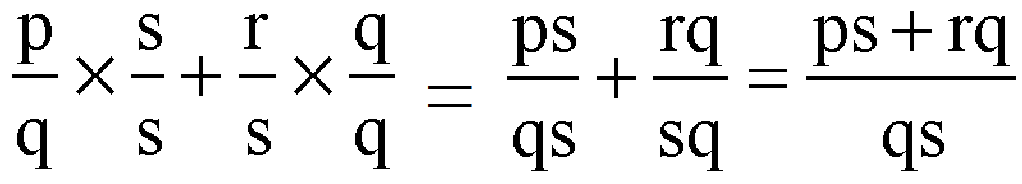 p/q × s/s + r/s × q/q = ps/qs + rq/sq = ps + rq/qs